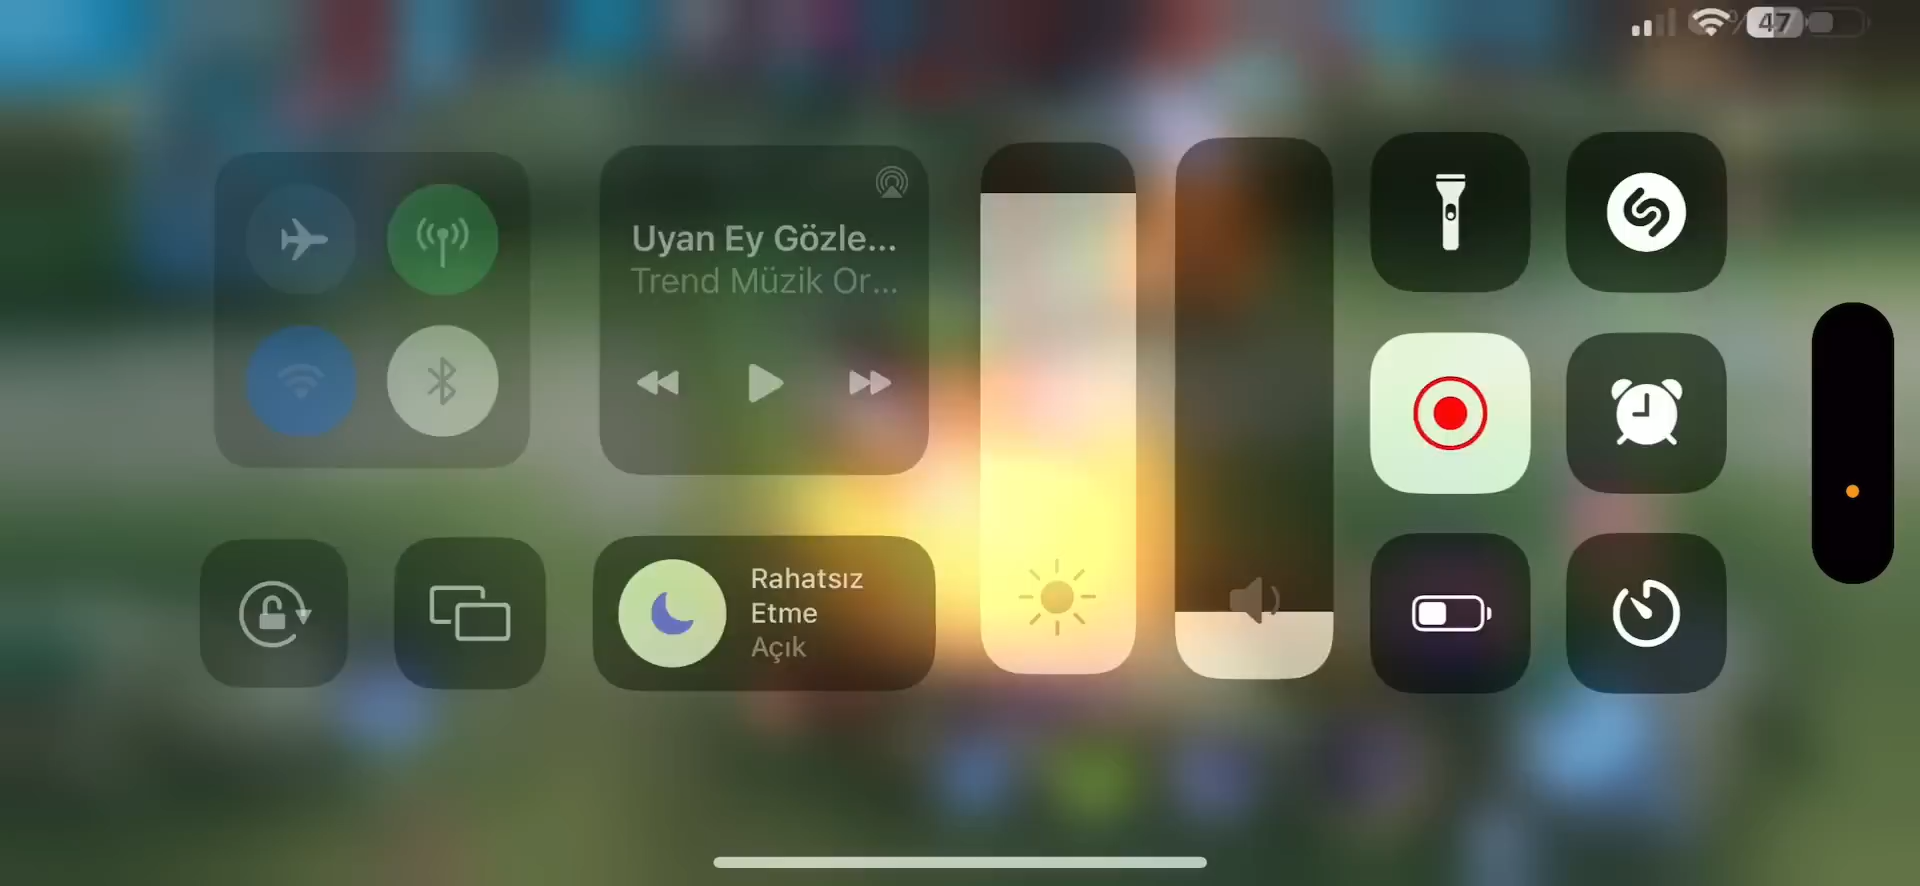 47
Uyan Ey Gözle...
Trend Müzik Or...
Rahatsız
Etme
Açık